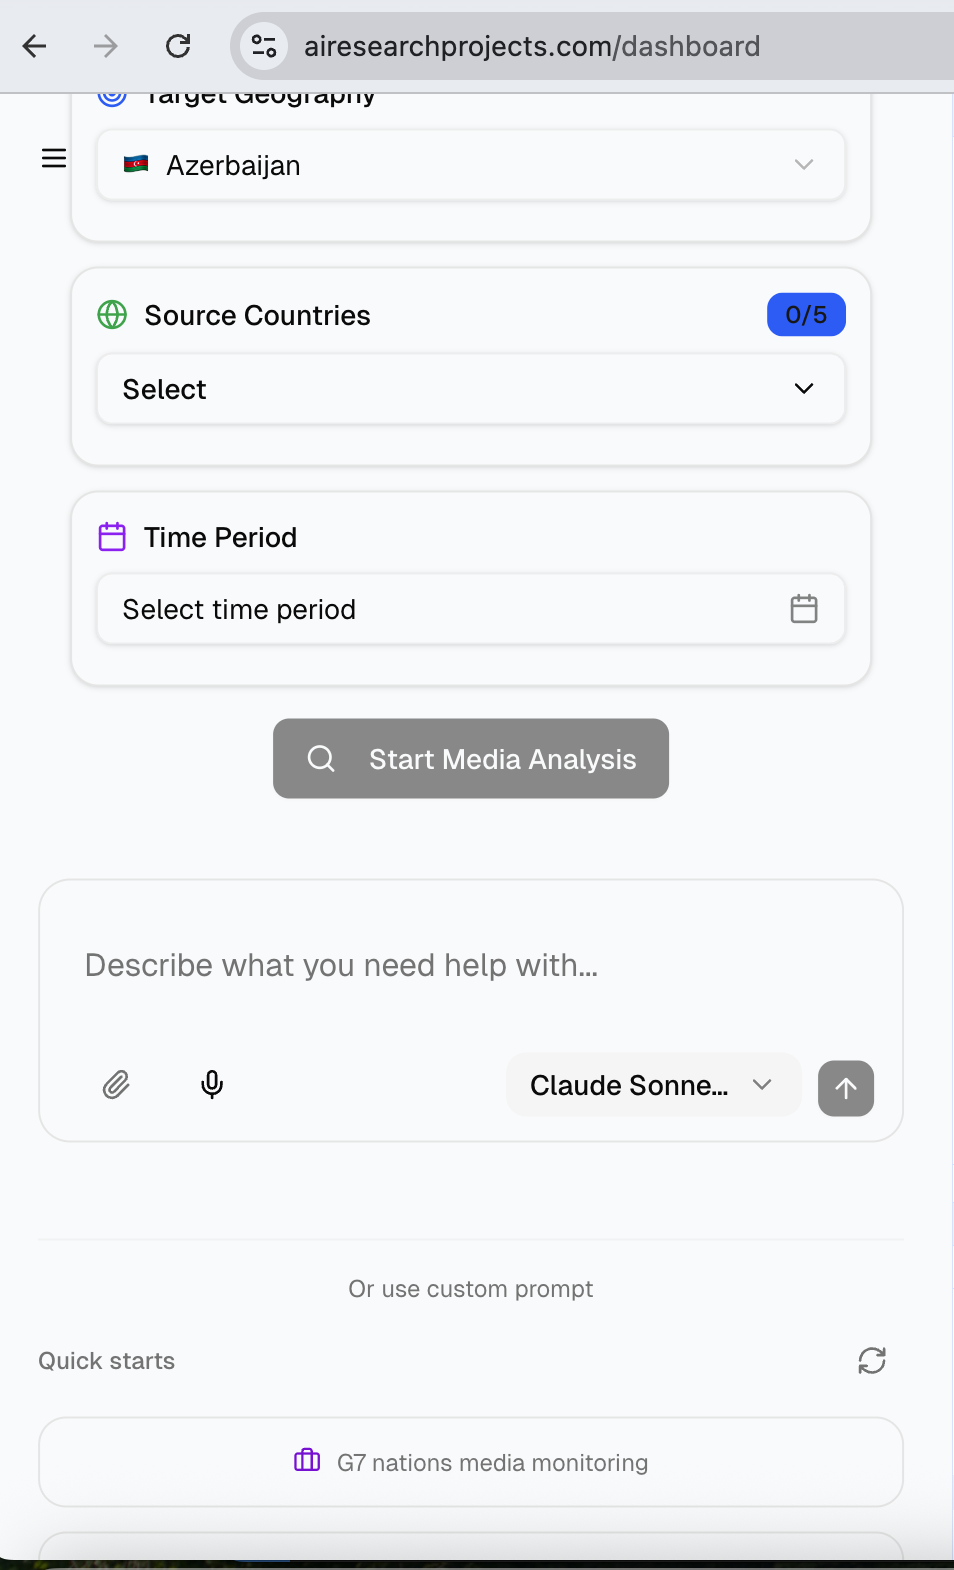 airesearchprojects.com/dashboard
Target Geography
Azerbaijan
Source Countries
0/5
Select
Time Period
Select time period
Start Media Analysis
Describe what you need help with...
Claude Sonne...
Or use custom prompt
Quick starts
G7 nations media monitoring